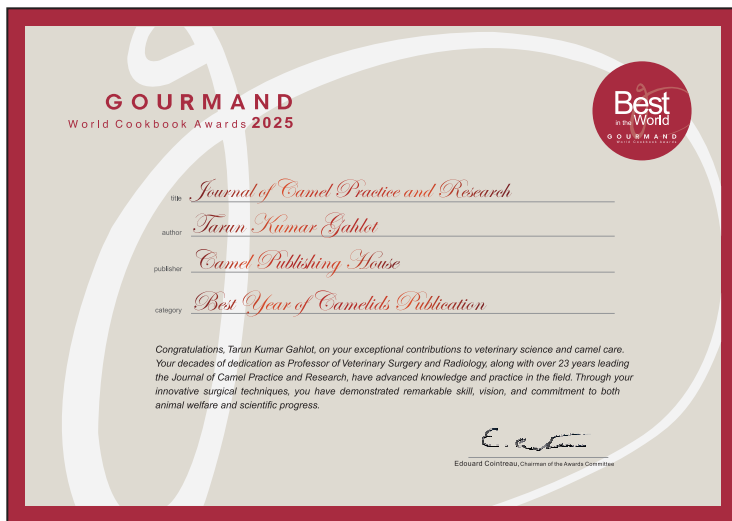 GOURMAND
World Cookbook Awards 2025
Best
in the World
GOURMAND
World Cookbook Awards
title Journal of Camel Practice and Research
author Tarun Kumar Gahlot
publisher Camel Publishing House
category Best Year of Camelids Publication
Congratulations, Tarun Kumar Gahlot, on your exceptional contributions to veterinary science and camel care.
Your decades of dedication as Professor of Veterinary Surgery and Radiology, along with over 23 years leading
the Journal of Camel Practice and Research, have advanced knowledge and practice in the field. Through your
innovative surgical techniques, you have demonstrated remarkable skill, vision, and commitment to both
animal welfare and scientific progress.
Edouard Cointreau, Chairman of the Awards Committee